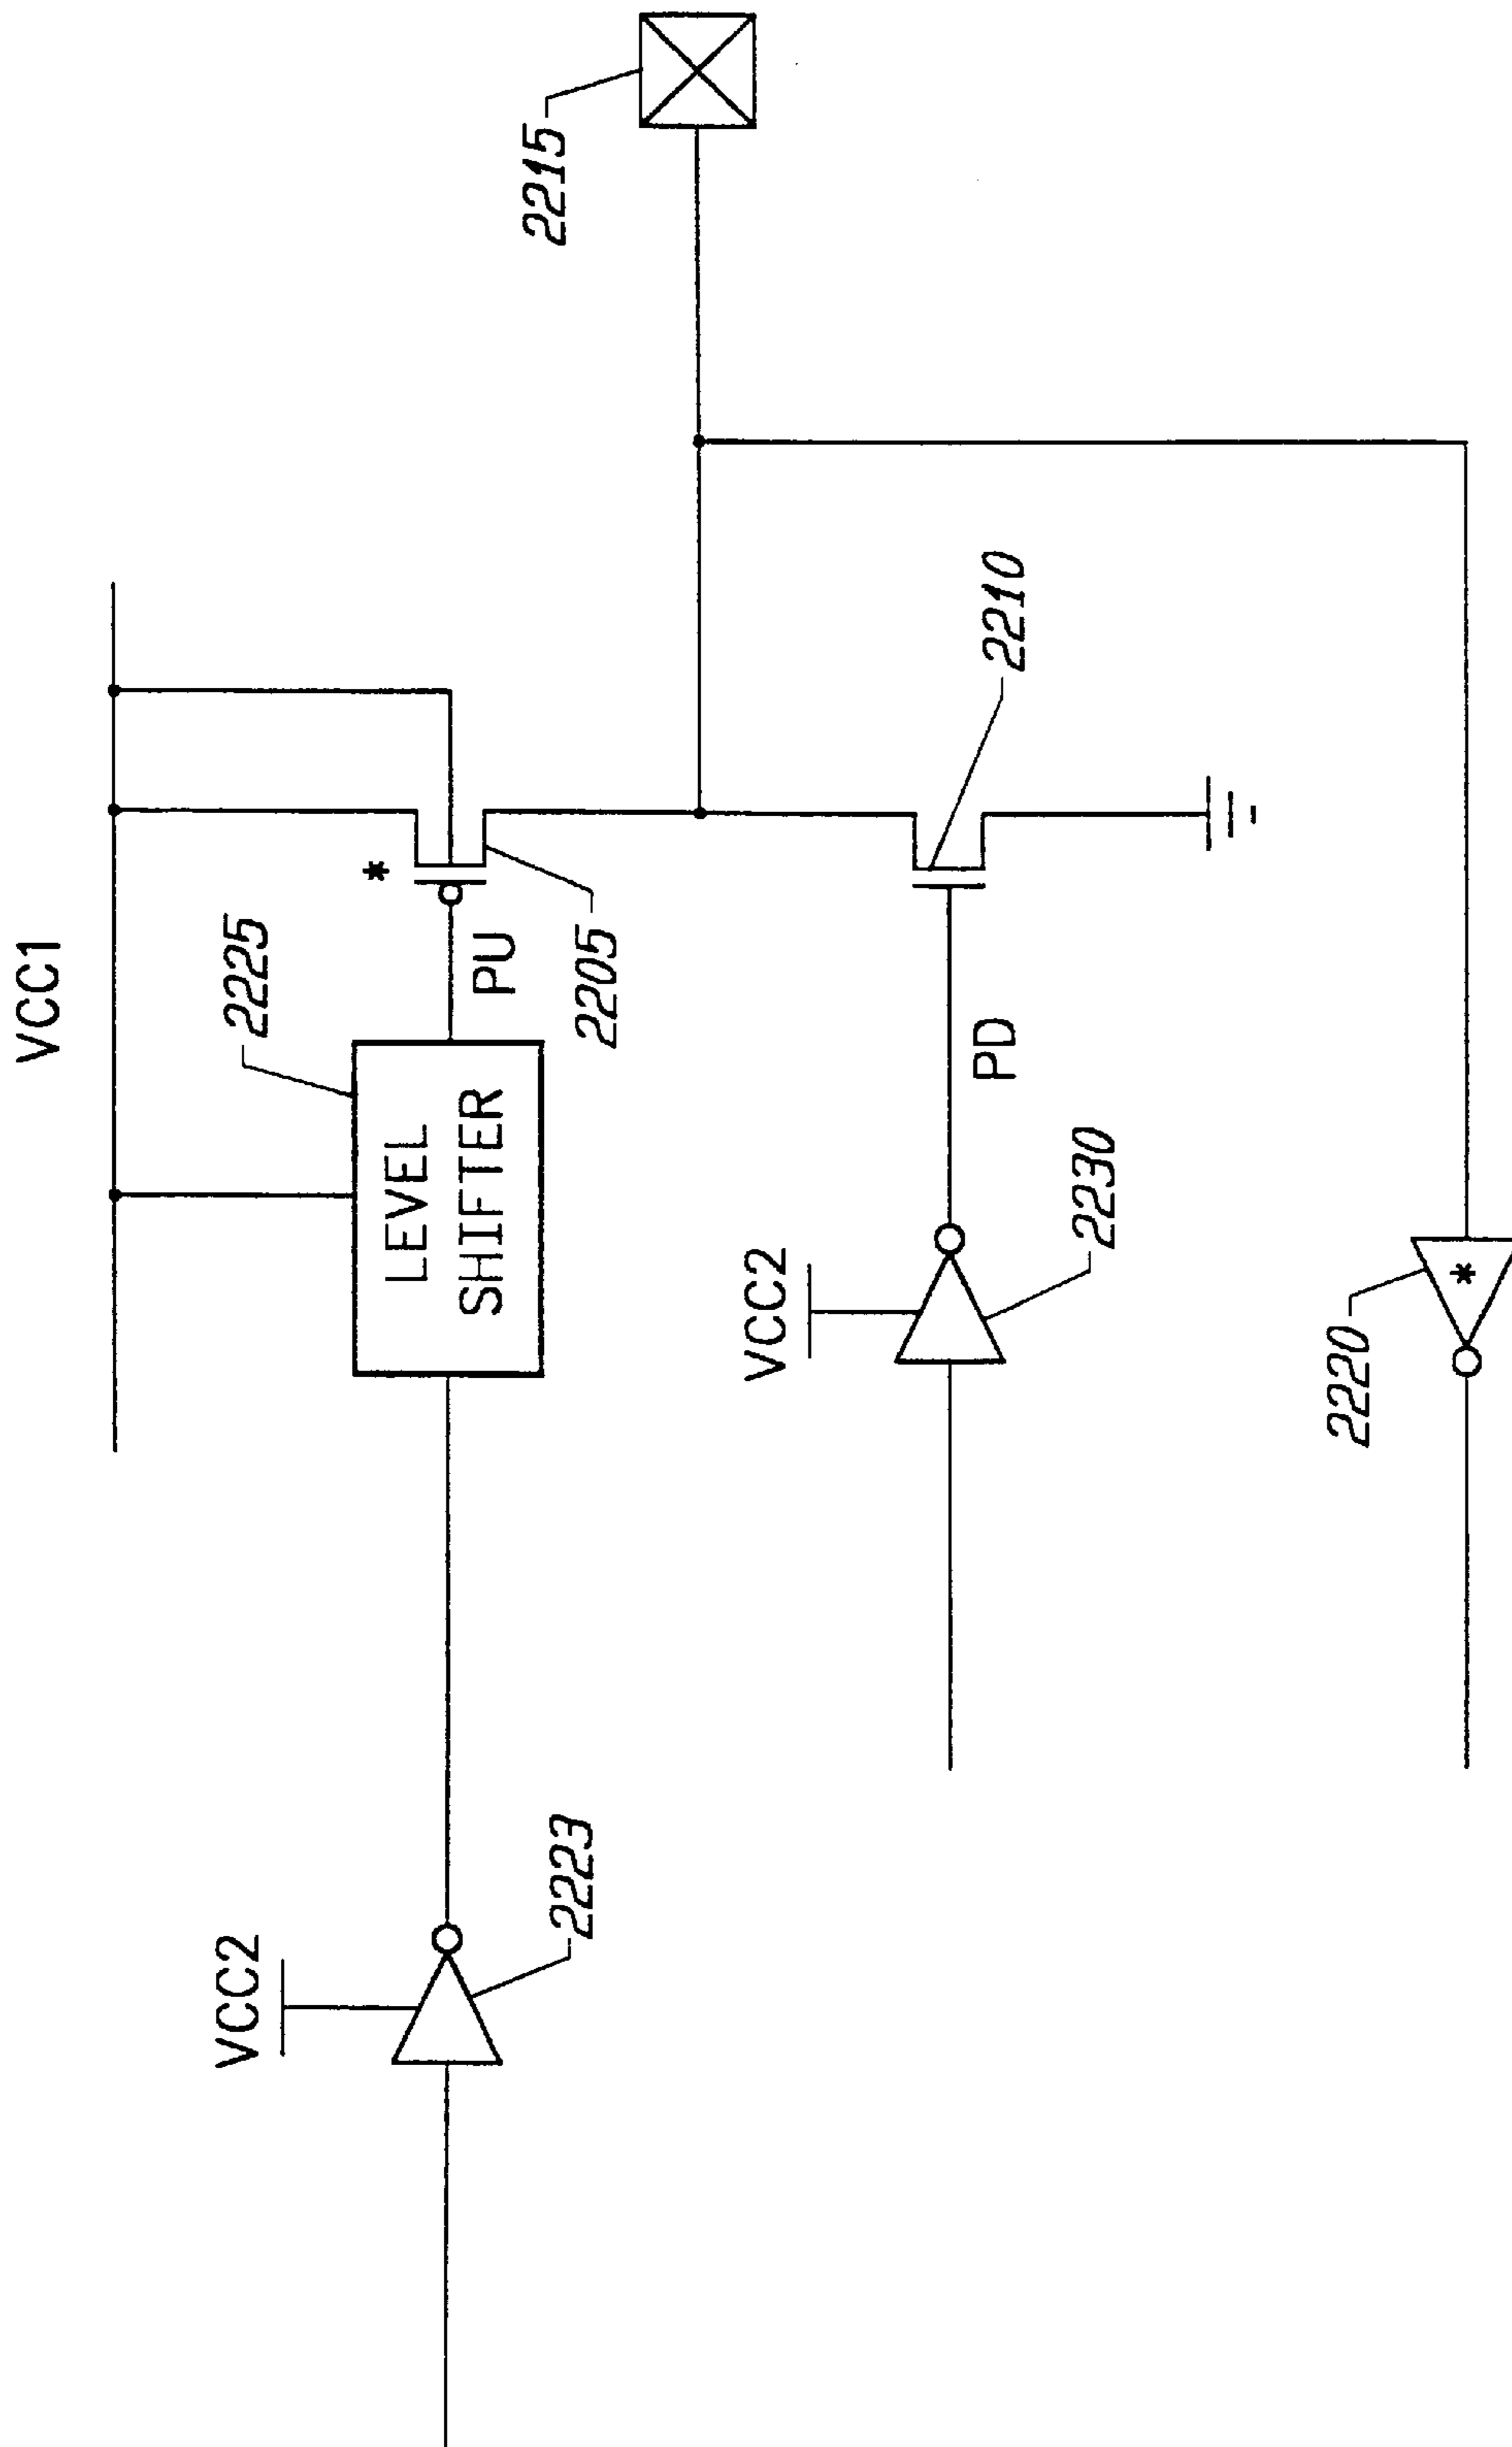 VCC1
2225
LEVEL
SHIFTER
*
PU
2205
2215
VCC2
2223
VCC2
2230
PD
2210
2220
*